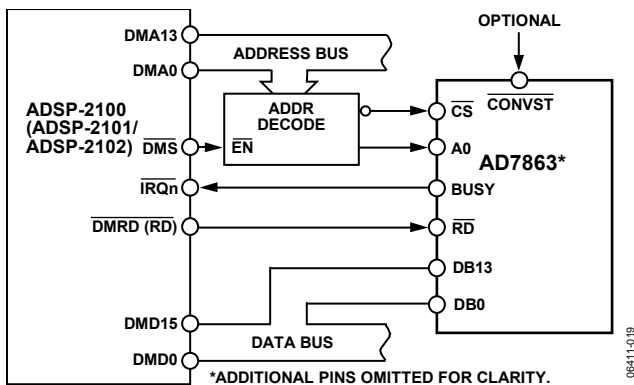 OPTIONAL
DMA13
ADDRESS BUS
DMA0
ADSP-2100
(ADSP-2101/
ADSP-2102)
ADDR
DECODE
CS
CONVST
DMS
EN
A0
AD7863*
IRQn
BUSY
DMRD (RD)
RD
DB13
DB0
DMD15
DATA BUS
DMD0
*ADDITIONAL PINS OMITTED FOR CLARITY.
06411-019